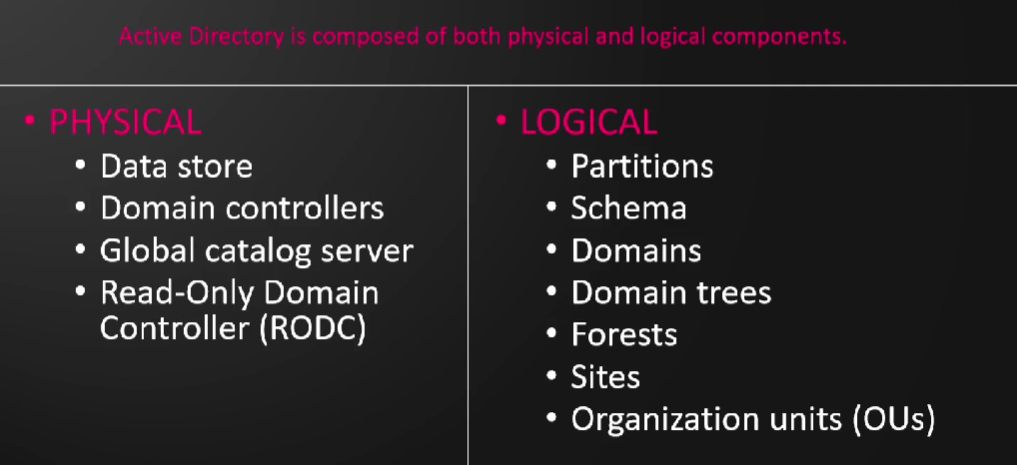 Active Directory is composed of both physical and logical components.
• PHYSICAL
• Data store
• Domain controllers
• Global catalog server
• Read-Only Domain
Controller (RODC)
• LOGICAL
• Partitions
• Schema
• Domains
• Domain trees
• Forests
• Sites
• Organization units (OUs)